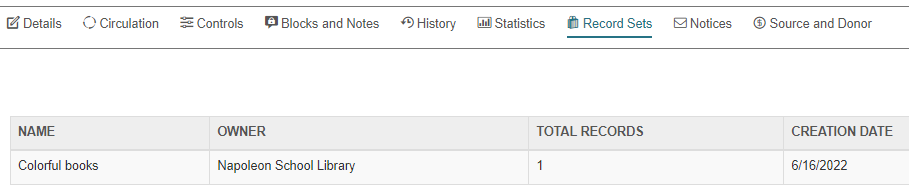 Details Circulation Controls Blocks and Notes History Statistics Record Sets Notices Source and Donor
NAME OWNER TOTAL RECORDS CREATION DATE
Colorful books Napoleon School Library 1 6/16/2022